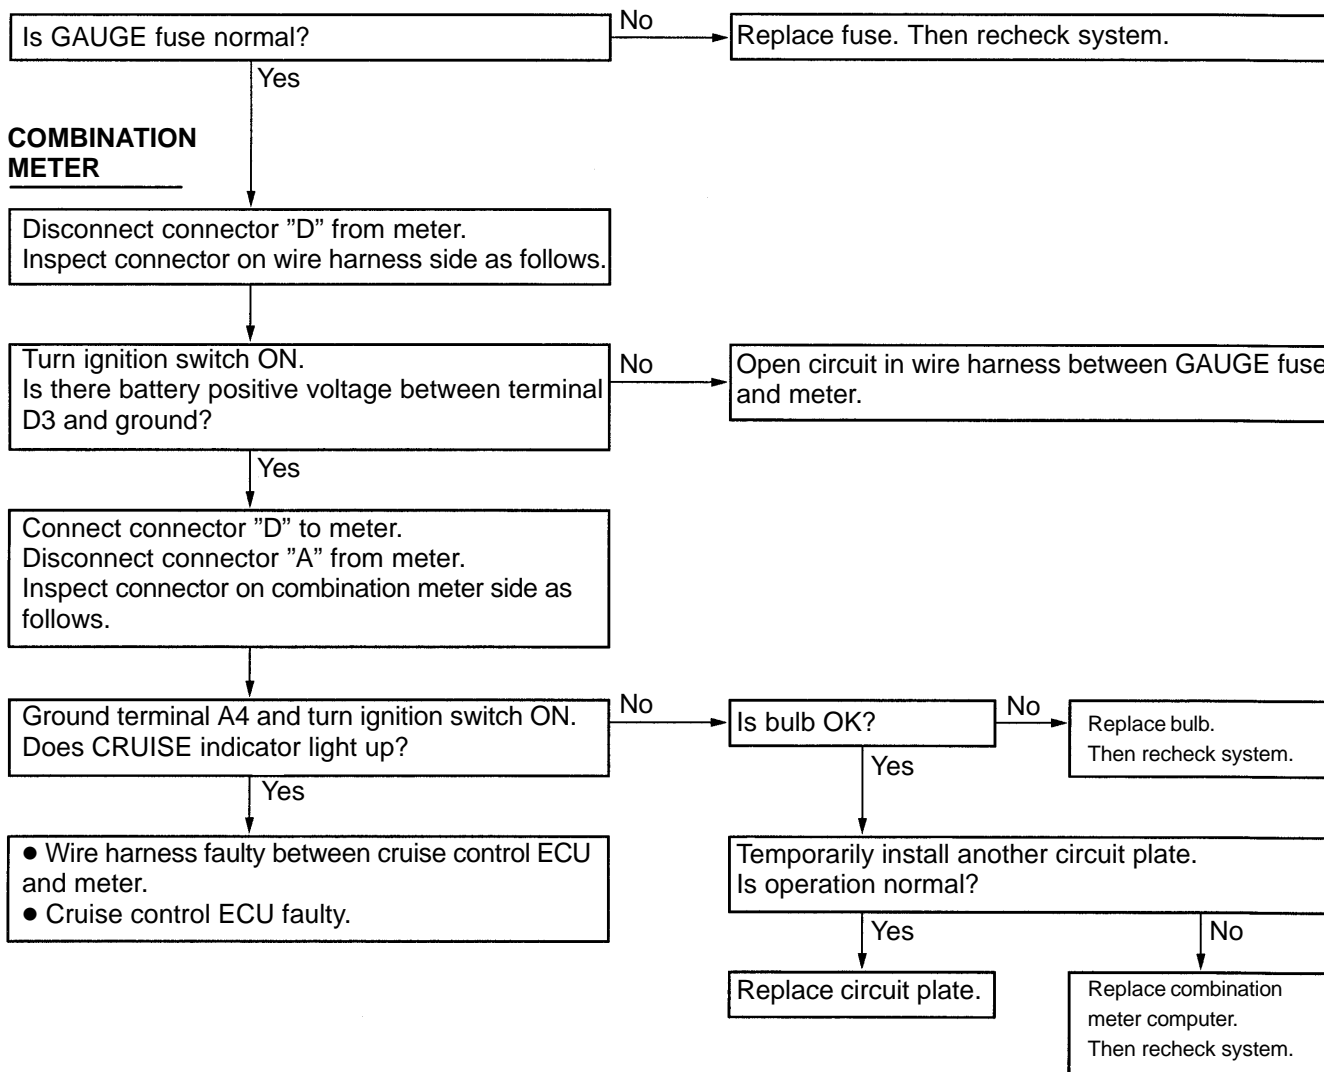 Is GAUGE fuse normal?
No
Replace fuse. Then recheck system.
Yes
COMBINATION
METER
Disconnect connector ”D” from meter.
Inspect connector on wire harness side as follows.
Turn ignition switch ON.
Is there battery positive voltage between terminal
D3 and ground?
No
Open circuit in wire harness between GAUGE fuse
and meter.
Yes
Connect connector ”D” to meter.
Disconnect connector ”A” from meter.
Inspect connector on combination meter side as
follows.
Ground terminal A4 and turn ignition switch ON.
Does CRUISE indicator light up?
No
Is bulb OK?
No
Replace bulb.
Then recheck system.
Yes
Yes
● Wire harness faulty between cruise control ECU
and meter.
● Cruise control ECU faulty.
Temporarily install another circuit plate.
Is operation normal?
Yes
No
Replace circuit plate.
Replace combination
meter computer.
Then recheck system.